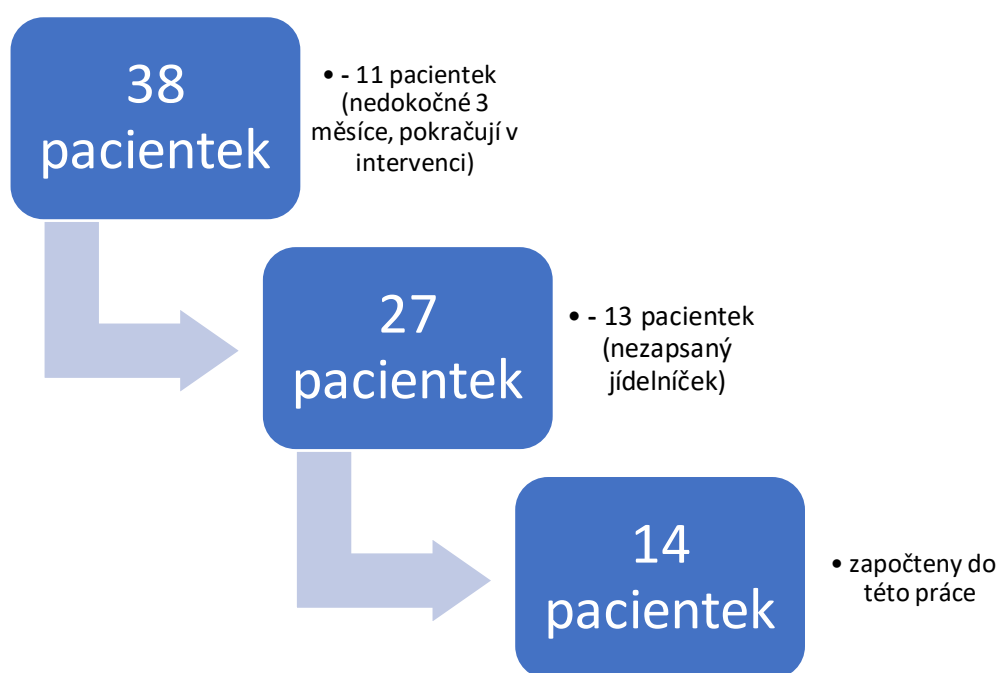 38
pacientek
• - 11 pacientek
(nedokočné 3
měsíce, pokračují v
intervenci)
27
pacientek
• - 13 pacientek
(nezapsaný
jídelníček)
14
pacientek
• započteny do
této práce